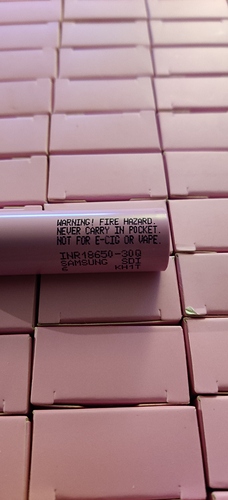 WARNING! FIRE HAZARD.
NEVER CARRY IN POCKET.
NOT FOR E-CIG OR VAPE.
INR18650-30Q
SAMSUNG SDI